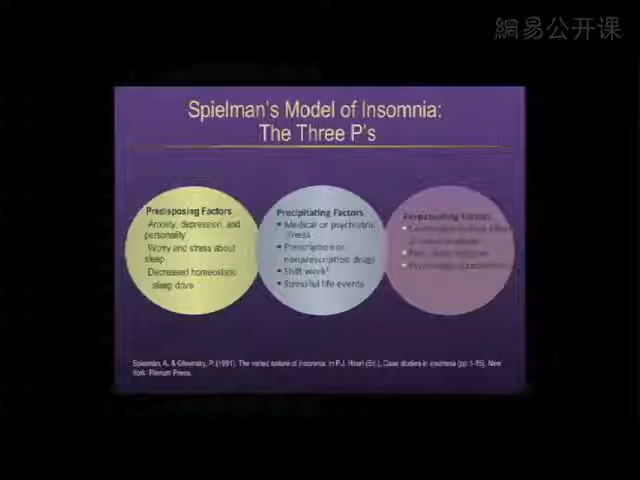 網易公开课
Spielman's Model of Insomnia:
The Three P's
Predisposing Factors
Anxiety, depression, and
personality
Worry and stress about
sleep
Decreased homeostatic
sleep drive
Precipitating Factors
• Medical or psychiatric
illness
• Prescription or
nonprescription drugs
• Shift work¹
• Stressful life events
Perpetuating Factors
Spielman, A. & Glovinsky, P. (1991). The varied nature of insomnia. In P.J. Hauri (Ed.), Case studies in insomnia (pp 1-15). New
York: Plenum Press.